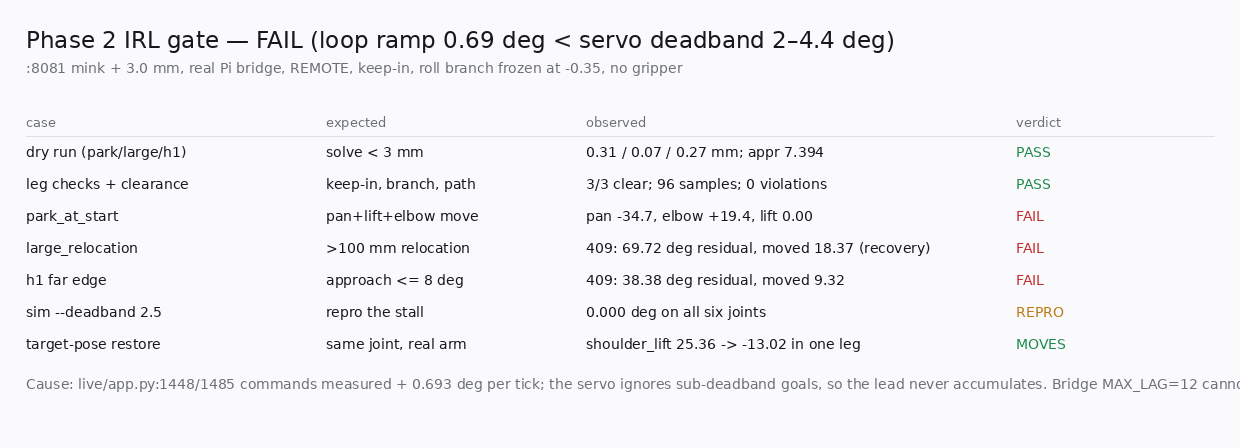 Phase 2 IRL gate — FAIL (loop ramp 0.69 deg < servo deadband 2–4.4 deg)
:8081 mink + 3.0 mm, real Pi bridge, REMOTE, keep-in, roll branch frozen at -0.35, no gripper
case expected observed verdict
dry run (park/large/h1) solve < 3 mm 0.31 / 0.07 / 0.27 mm; appr 7.394 PASS
leg checks + clearance keep-in, branch, path 3/3 clear; 96 samples; 0 violations PASS
park_at_start pan+lift+elbow move pan -34.7, elbow +19.4, lift 0.00 FAIL
large_relocation >100 mm relocation 409: 69.72 deg residual, moved 18.37 (recovery) FAIL
h1 far edge approach <= 8 deg 409: 38.38 deg residual, moved 9.32 FAIL
sim --deadband 2.5 repro the stall 0.000 deg on all six joints REPRO
target-pose restore same joint, real arm shoulder_lift 25.36 -> -13.02 in one leg MOVES
Cause: live/app.py:1448/1485 commands measured + 0.693 deg per tick; the servo ignores sub-deadband goals, so the lead never accumulates. Bridge MAX_LAG=12